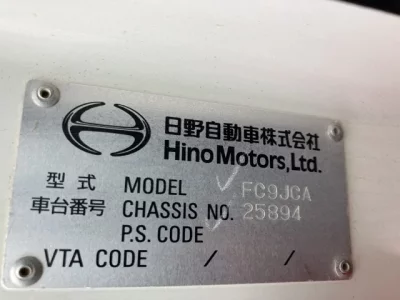 日野自動車株式会社
Hino Motors, Ltd.
型式 MODEL FC9JCA
車台番号 CHASSIS NO. 25894
P.S. CODE
VTA CODE / /